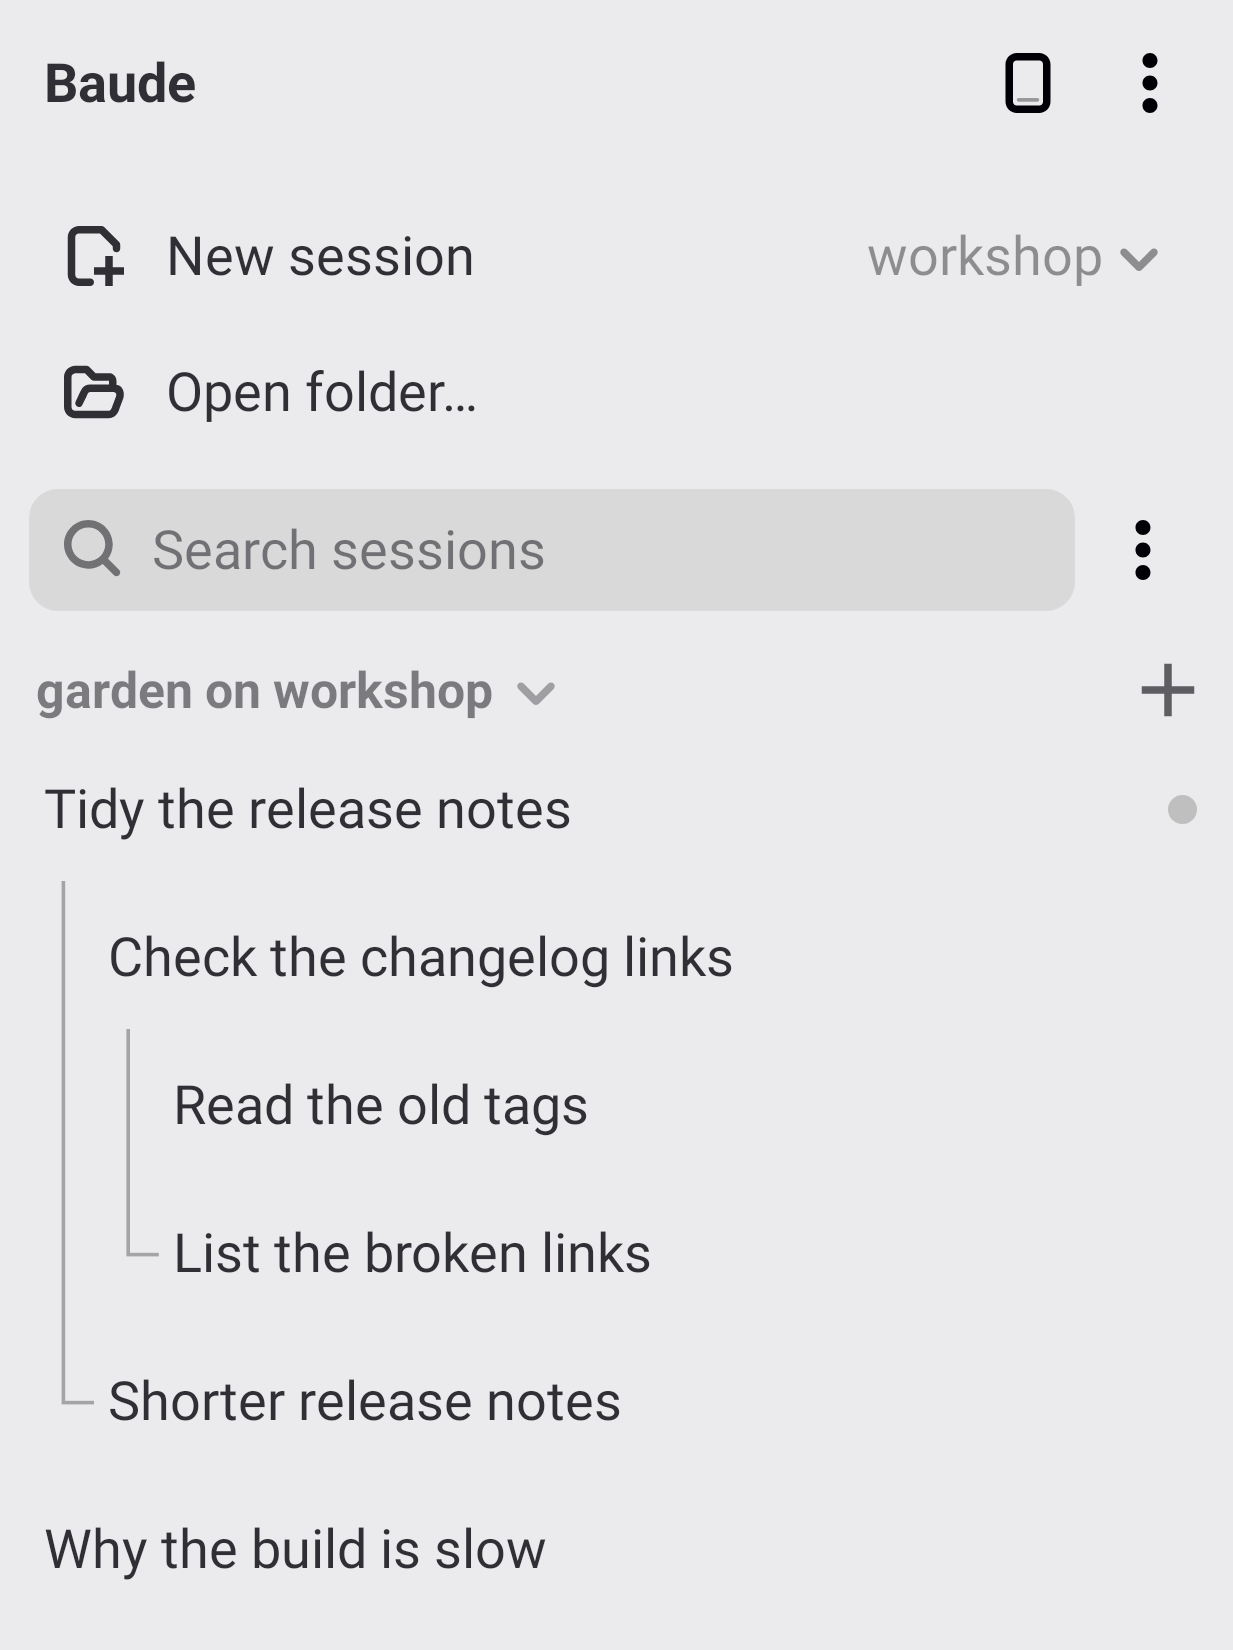 Baude
New session
workshop
Open folder...
Search sessions
garden on workshop
Tidy the release notes
Check the changelog links
Read the old tags
List the broken links
Shorter release notes
Why the build is slow